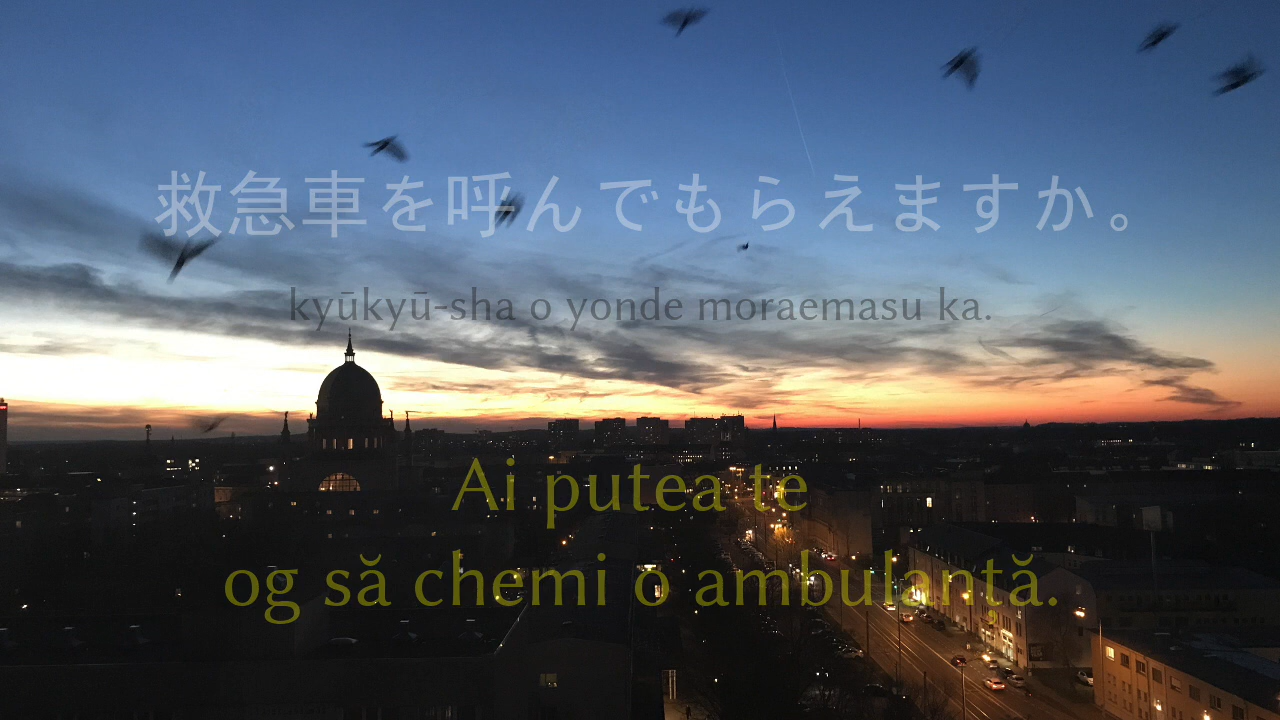 救急車を呼んでもらえますか。
kyūkyū-sha o yonde moraemasu ka.
Ai putea te
og să chemi o ambulanță.